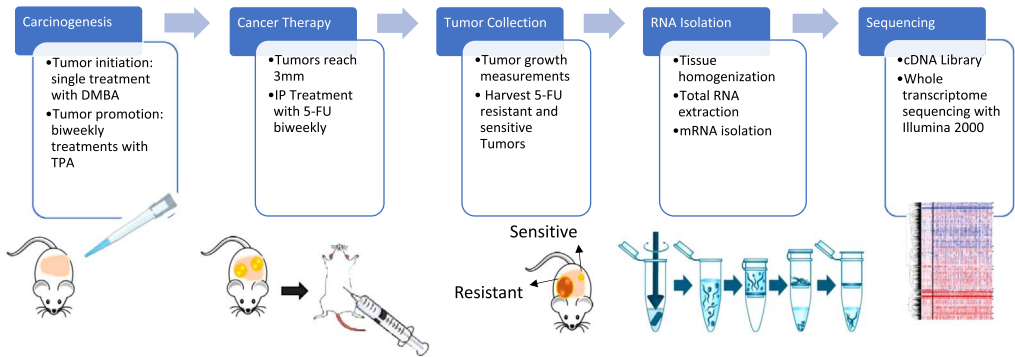 Carcinogenesis
•Tumor initiation:
single treatment
with DMBA
•Tumor promotion:
biweekly
treatments with
TPA
Cancer Therapy
•Tumors reach
3mm
•IP Treatment
with 5-FU
biweekly
Tumor Collection
•Tumor growth
measurements
• Harvest 5-FU
resistant and
sensitive
Tumors
RNA Isolation
•Tissue
homogenization
•Total RNA
extraction
•mRNA isolation
Sequencing
•cDNA Library
•Whole
transcriptome
sequencing with
Illumina 2000
Sensitive
Resistant